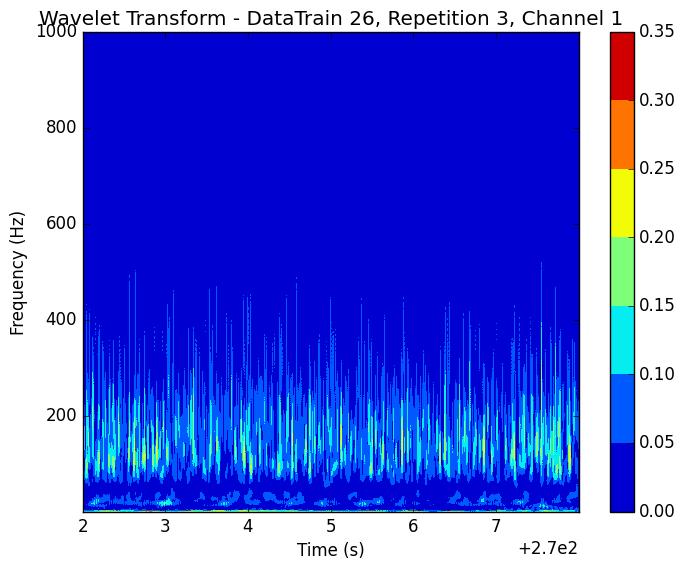 Wavelet Transform - DataTrain 26, Repetition 3, Channel 1
1000
800
600
400
200
Frequency (Hz)
2 3 4 5 6 7
Time (s)
+2.7e2
0.35
0.30
0.25
0.20
0.15
0.10
0.05
0.00